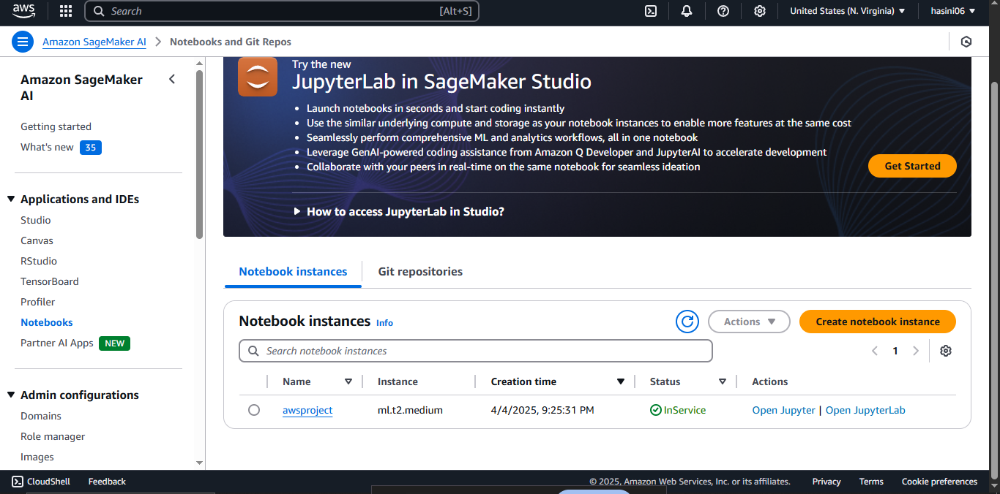 aws
Search [Alt+S]
United States (N. Virginia)
hasini06
Amazon SageMaker AI
Notebooks and Git Repos
Amazon SageMaker
AI
Getting started
What's new 35
Applications and IDEs
Studio
Canvas
RStudio
TensorBoard
Profiler
Notebooks
Partner AI Apps NEW
Admin configurations
Domains
Role manager
Images
Try the new
JupyterLab in SageMaker Studio
• Launch notebooks in seconds and start coding instantly
• Use the similar underlying compute and storage as your notebook instances to enable more features at the same cost
• Seamlessly perform comprehensive ML and analytics workflows, all in one notebook
• Leverage GenAI-powered coding assistance from Amazon Q Developer and JupyterAI to accelerate development
• Collaborate with your peers in real-time on the same notebook for seamless ideation
Get Started
How to access JupyterLab in Studio?
Notebook instances
Git repositories
Notebook instances Info
Actions
Create notebook instance
Search notebook instances
1
Name Instance Creation time Status Actions
awsproject ml.t2.medium 4/4/2025, 9:25:31 PM InService Open Jupyter | Open JupyterLab
CloudShell Feedback © 2025, Amazon Web Services, Inc. or its affiliates. Privacy Terms Cookie preferences